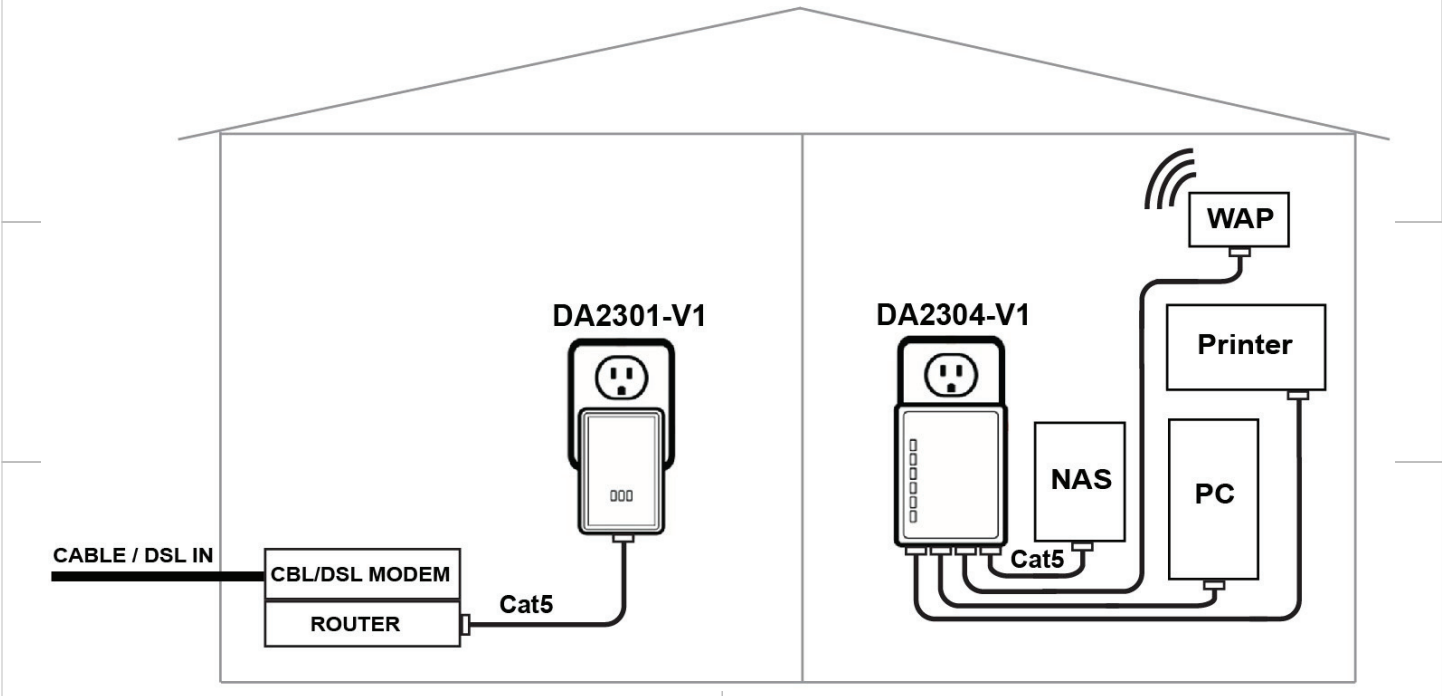 WAP
DA2301-V1
DA2304-V1
Printer
NAS
PC
CABLE / DSL IN
CBL/DSL MODEM
Cat5
Cat5
ROUTER